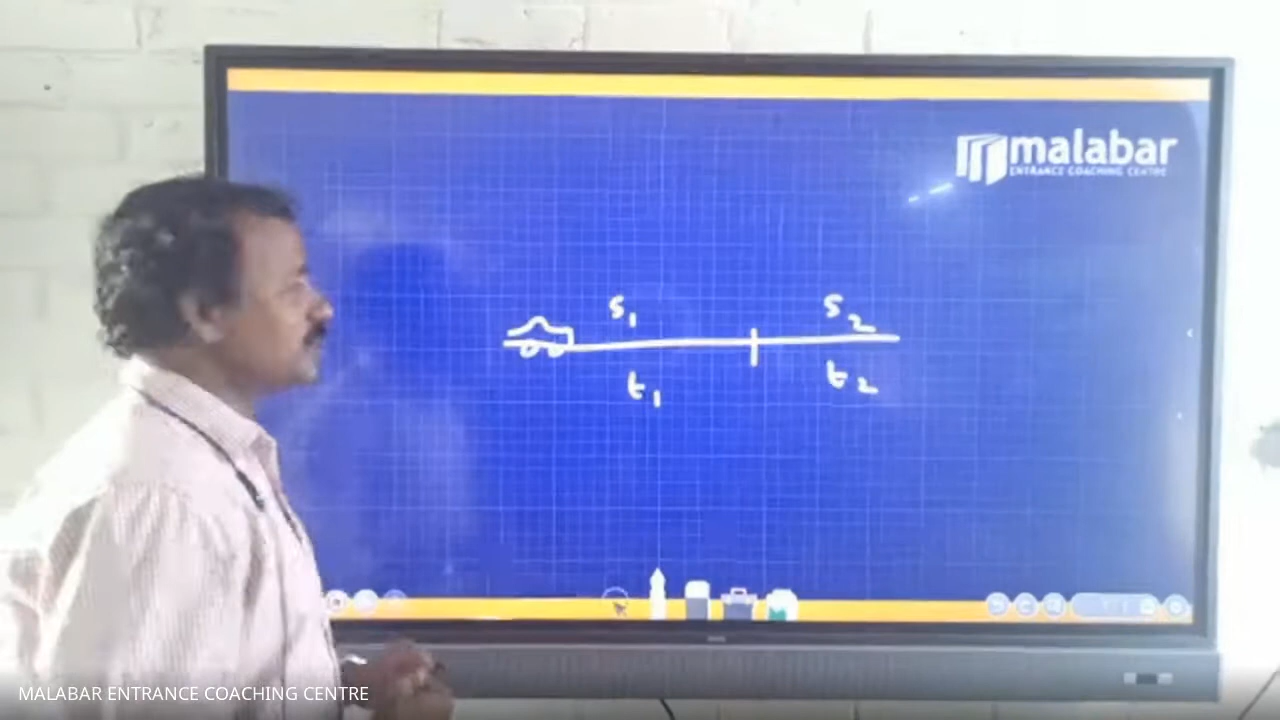 malabar
ENTRANCE COACHING CENTRE
S₁ S₂
t₁ t₂
MALABAR ENTRANCE COACHING CENTRE